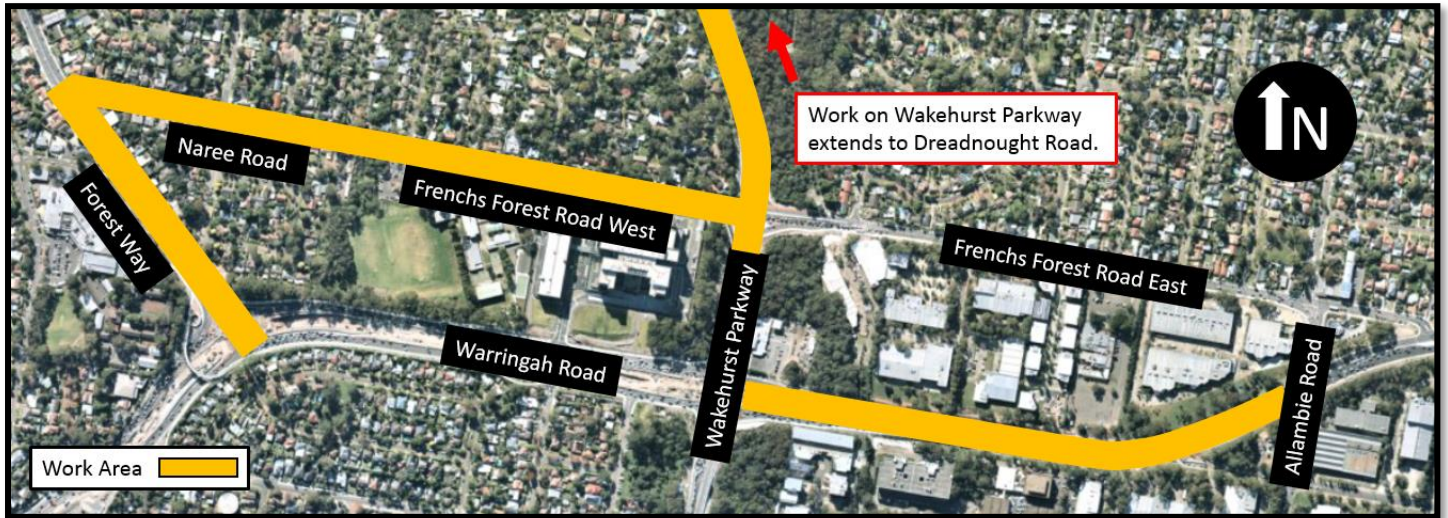 Work on Wakehurst Parkway
extends to Dreadnought Road.
N
Naree Road
Forest Way
Frenchs Forest Road West
Frenchs Forest Road East
Wakehurst Parkway
Warringah Road
Allambie Road
Work Area